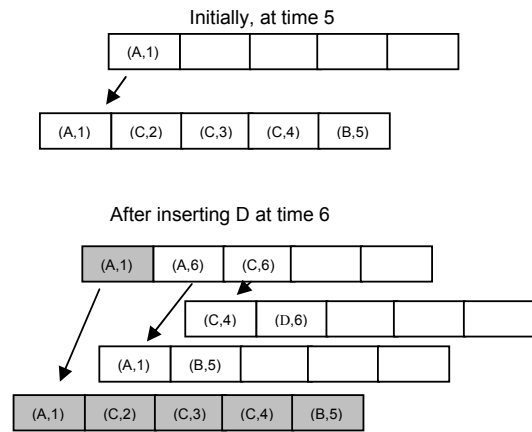 Initially, at time 5
(A,1)
(A,1) (C,2) (C,3) (C,4) (B,5)
After inserting D at time 6
(A,1) (A,6) (C,6)
(C,4) (D,6)
(A,1) (B,5)
(A,1) (C,2) (C,3) (C,4) (B,5)